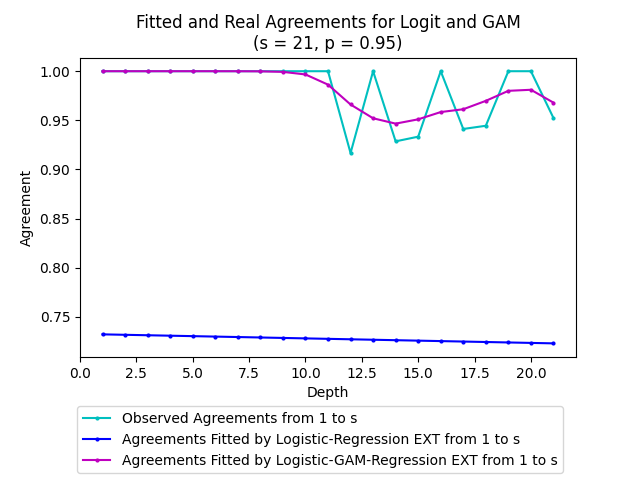 Fitted and Real Agreements for Logit and GAM
(s = 21, p = 0.95)
1.00
0.95
0.90
0.85
0.80
0.75
Agreement
0.0 2.5 5.0 7.5 10.0 12.5 15.0 17.5 20.0
Depth
Observed Agreements from 1 to s
Agreements Fitted by Logistic-Regression EXT from 1 to s
Agreements Fitted by Logistic-GAM-Regression EXT from 1 to s